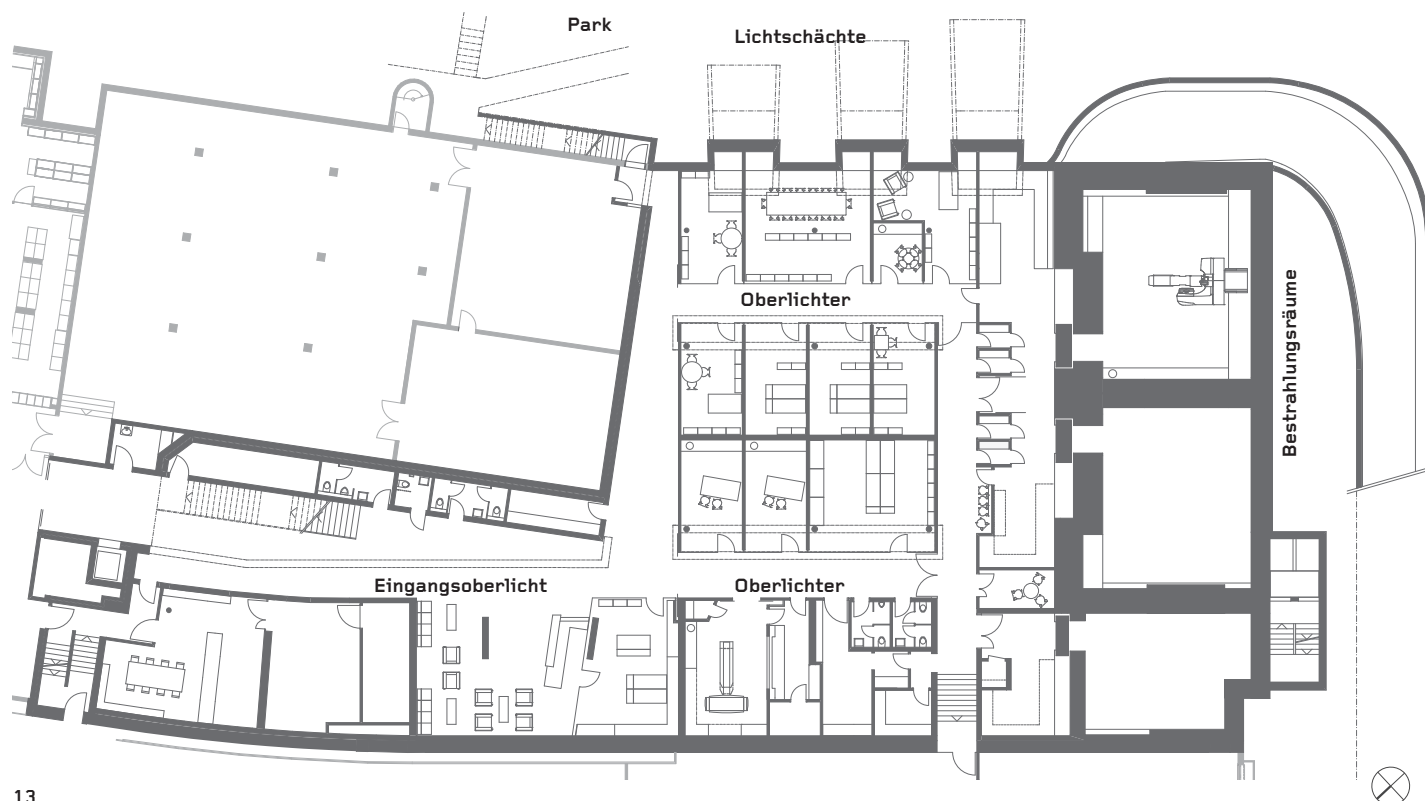 Park
Lichtschächte
Oberlichter
Bestrahlungsräume
Eingangsoberlicht
Oberlichter
13